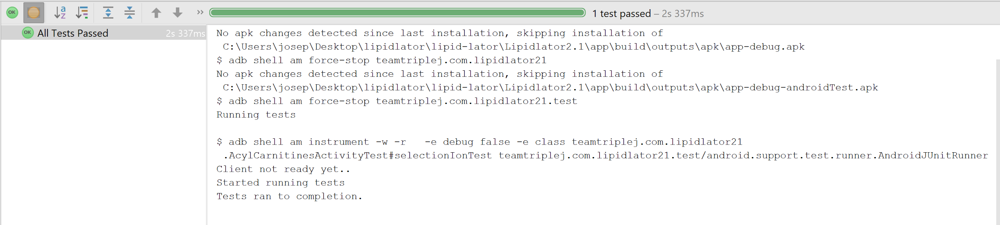 OK
a
z
1 test passed – 2s 337ms
OK All Tests Passed 2s 337ms
No apk changes detected since last installation, skipping installation of
C:\Users\josep\Desktop\lipidlator\lipid-lator\Lipidlator2.1\app\build\outputs\apk\app-debug.apk
$ adb shell am force-stop teamtriplej.com.lipidlator21
No apk changes detected since last installation, skipping installation of
C:\Users\josep\Desktop\lipidlator\lipid-lator\Lipidlator2.1\app\build\outputs\apk\app-debug-androidTest.apk
$ adb shell am force-stop teamtriplej.com.lipidlator21.test
Running tests
$ adb shell am instrument -w -r   -e debug false -e class teamtriplej.com.lipidlator21
.AcylCarnitinesActivityTest#selectionIonTest teamtriplej.com.lipidlator21.test/android.support.test.runner.AndroidJUnitRunner
Client not ready yet..
Started running tests
Tests ran to completion.